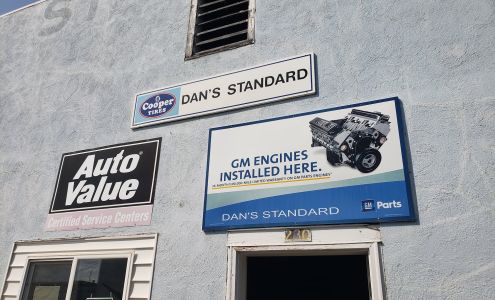 Cooper
TIRES
DAN'S STANDARD
Auto
Value
Certified Service Centers
GM ENGINES
INSTALLED HERE.
DAN'S STANDARD
GM
Parts
230